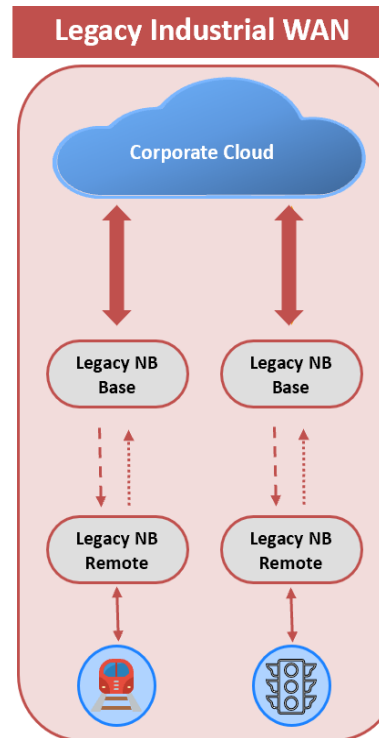 Legacy Industrial WAN
Corporate Cloud
Legacy NB
Base
Legacy NB
Base
Legacy NB
Remote
Legacy NB
Remote